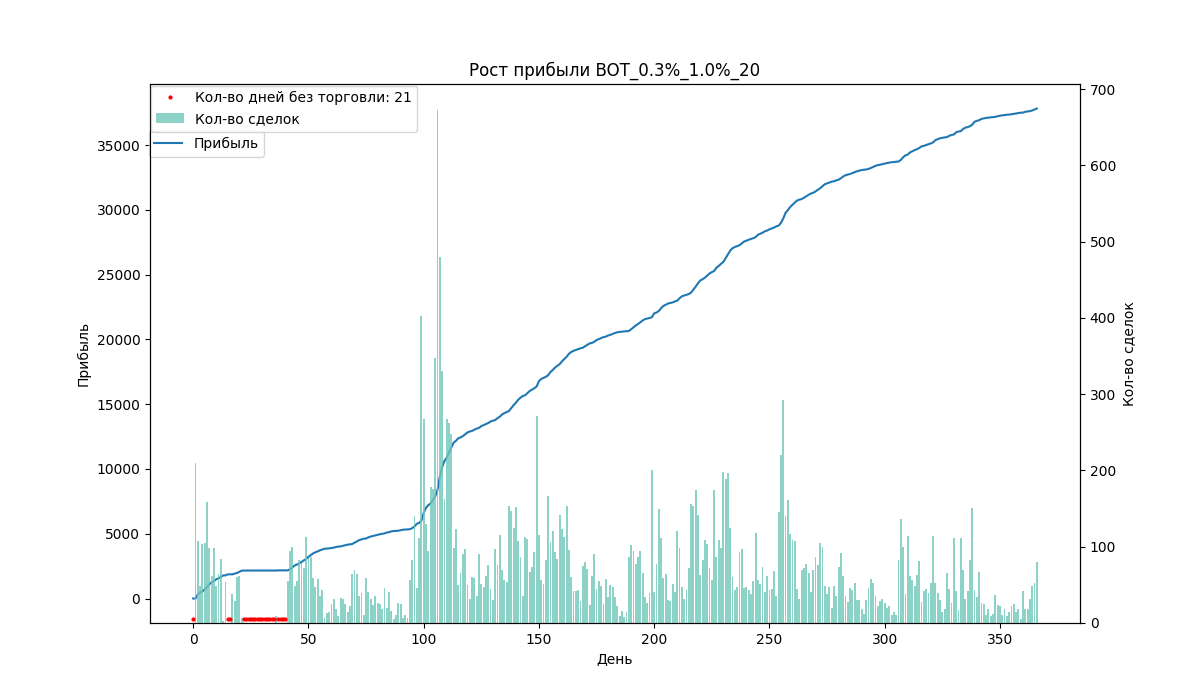 Рост прибыли BOT_0.3%_1.0%_20
Кол-во дней без торговли: 21
Кол-во сделок
Прибыль
35000
30000
25000
20000
15000
10000
5000
0
Прибыль
700
600
500
400
300
200
100
0
Кол-во сделок
0 50 100 150 200 250 300 350
День